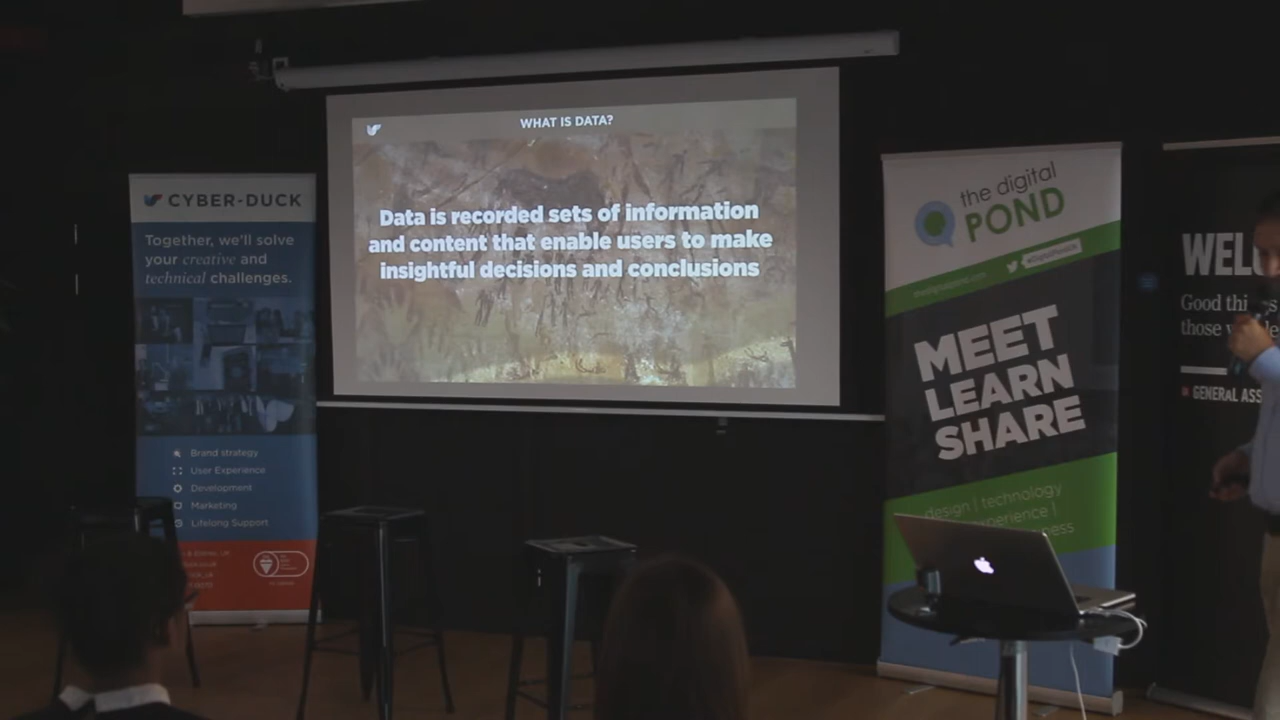 WHAT IS DATA?
Data is recorded sets of information
and content that enable users to make
insightful decisions and conclusions
CYBER-DUCK
Together, we'll solve
your creative and
technical challenges.
Brand strategy
User Experience
Development
Marketing
Lifelong Support
the digital
POND
MEET
LEARN
SHARE
design | technology
GENERAL ASS
Good
those